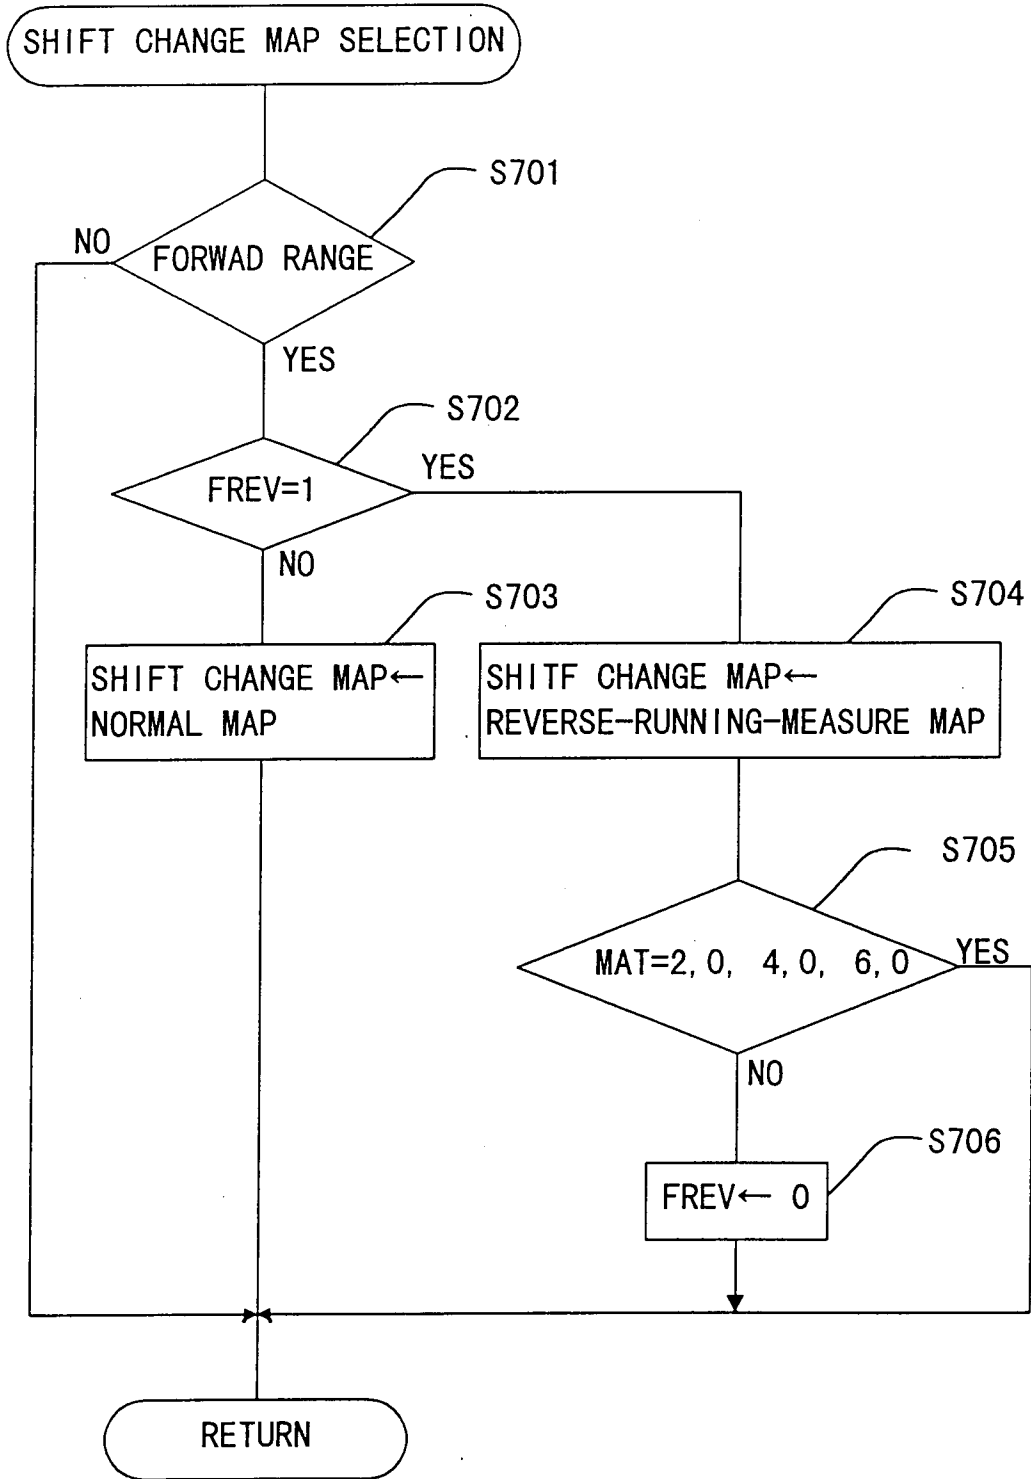 SHIFT CHANGE MAP SELECTION
S701
NO
FORWAD RANGE
YES
S702
FREV=1
YES
NO
S703
SHIFT CHANGE MAP←
NORMAL MAP
S704
SHITF CHANGE MAP←
REVERSE-RUNNING-MEASURE MAP
S705
MAT=2,0, 4,0, 6,0
YES
NO
S706
FREV← 0
RETURN